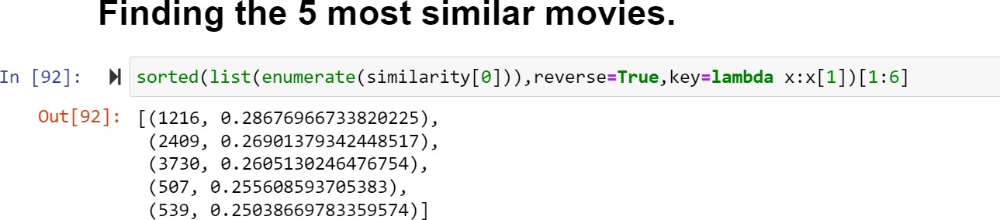 Finding the 5 most similar movies.
In [92]: sorted(list(enumerate(similarity[0])),reverse=True,key=lambda x:x[1])[1:6]
Out[92]: [(1216, 0.28676966733820225),
(2409, 0.26901379342448517),
(3730, 0.2605130246476754),
(507, 0.255608593705383),
(539, 0.25038669783359574)]